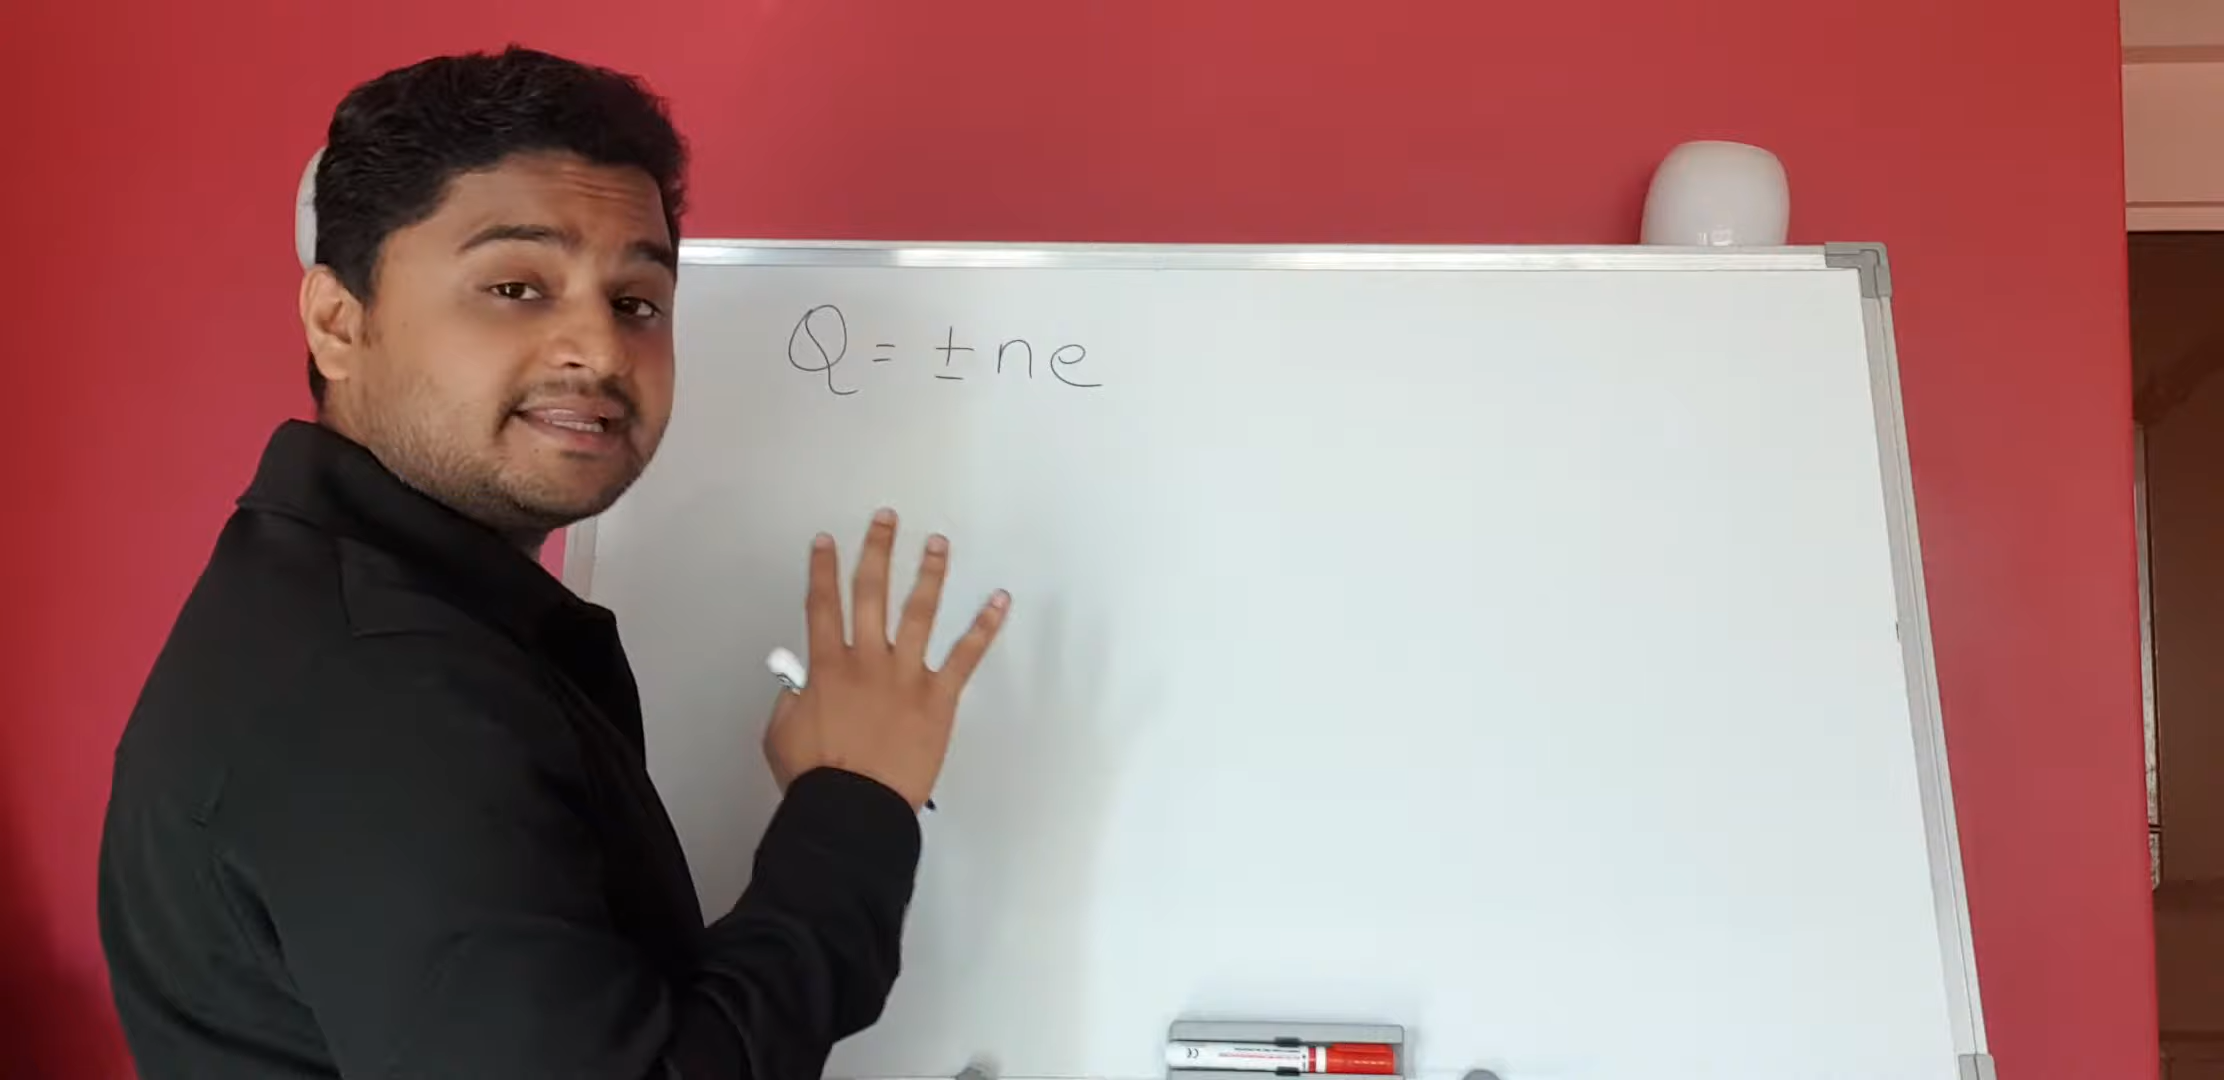 Q = ± ne